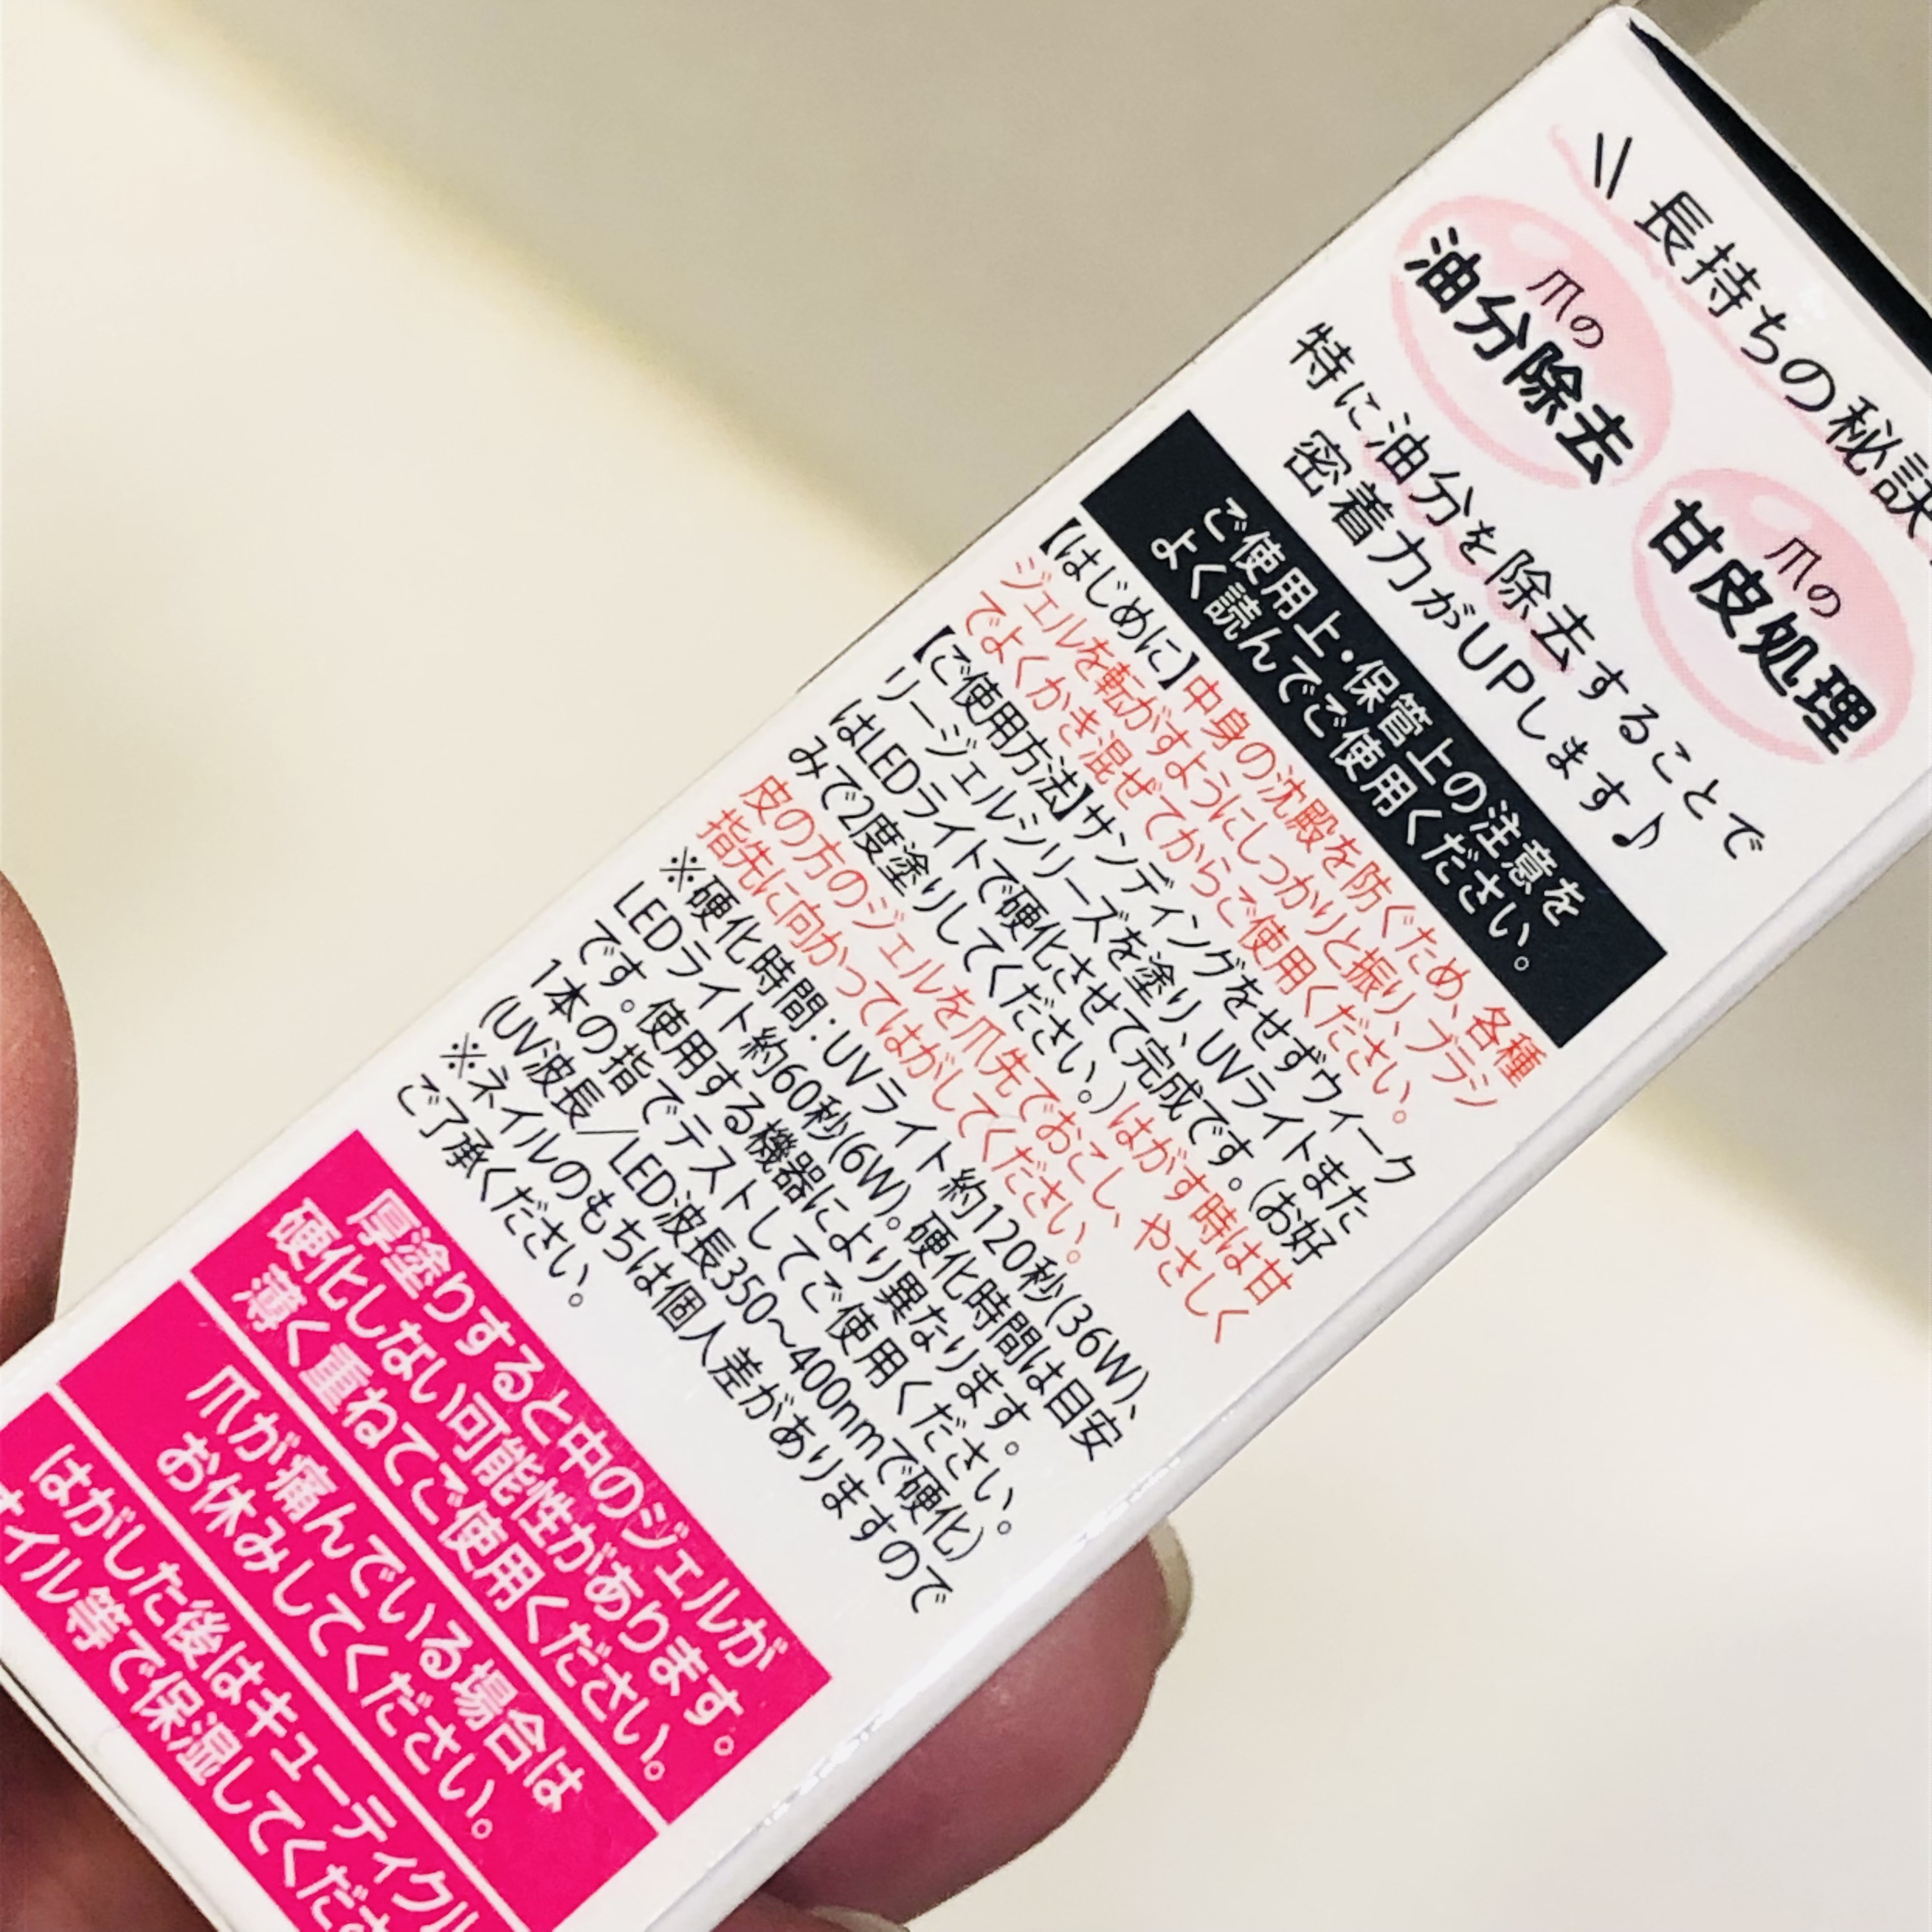 長持ちの秘訣
爪の
油分除去
爪の
甘皮処理
特に油分を除去することで
密着力がUPします♪
ご使用上・保管上の注意を
よく読んでご使用ください。
【はじめに】中身の沈殿を防ぐため、各種
ジェルを転がすようにしっかりと振り、ブラシ
でよくかき混ぜてからご使用ください。
【ご使用方法】サンディングをせずウィーク
リージェルシリーズを塗り、UVライトまた
はLEDライトで硬化させて完成です。(お好
みで2度塗りしてください。)はがす時は甘
皮の方のジェルを爪先でおこし、やさしく
指先に向かってはがしてください。
※硬化時間:UVライト約120秒(36W)、
LEDライト約60秒(6W)。硬化時間は目安
です。使用する機器により異なります。
1本の指でテストしてご使用ください。
(UV波長/LED波長350～400nmで硬化)
※ネイルのもちは個人差がありますので
ご了承ください。
厚塗りすると中のジェルが
硬化しない可能性があります。
薄く重ねてご使用ください。
爪が痛んでいる場合は
お休みしてください。
はがした後はキューティクル
オイル等で保湿してくださ